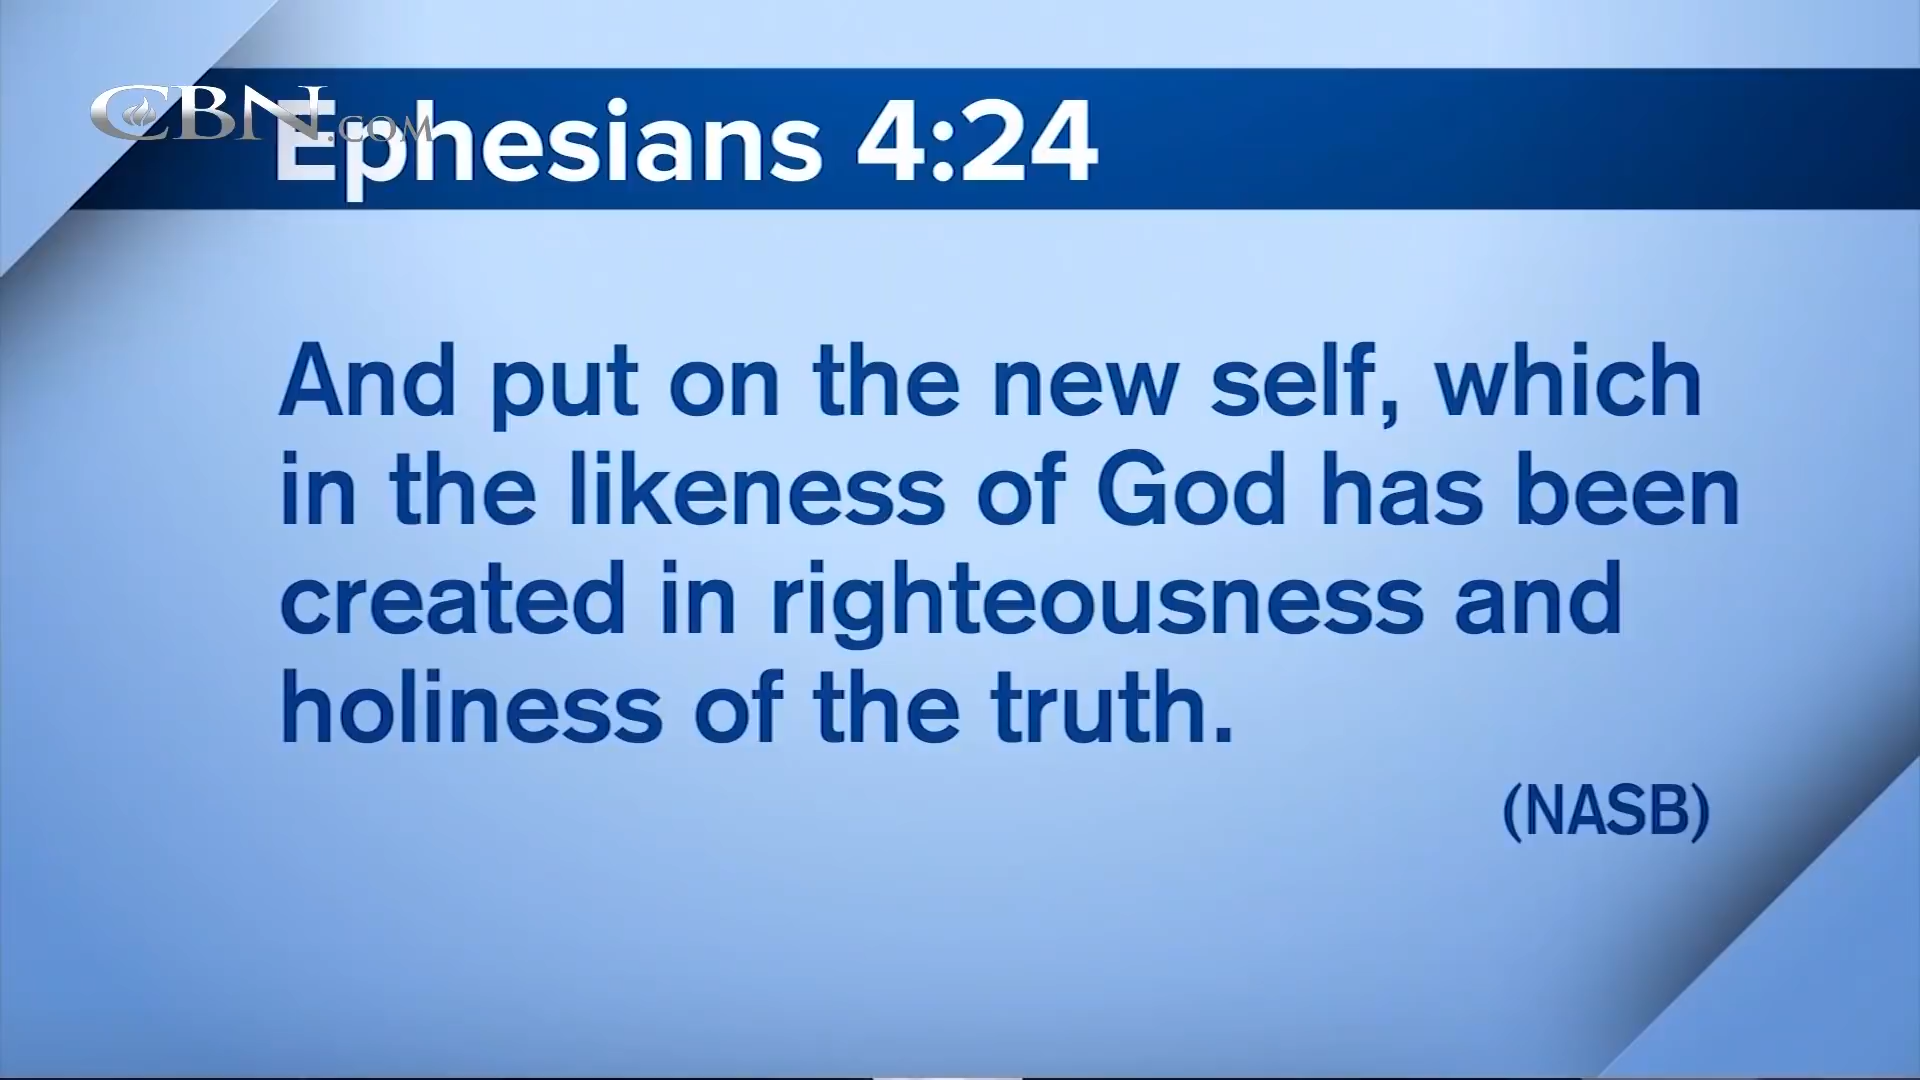 CBN.COM
Ephesians 4:24
And put on the new self, which
in the likeness of God has been
created in righteousness and
holiness of the truth.
(NASB)